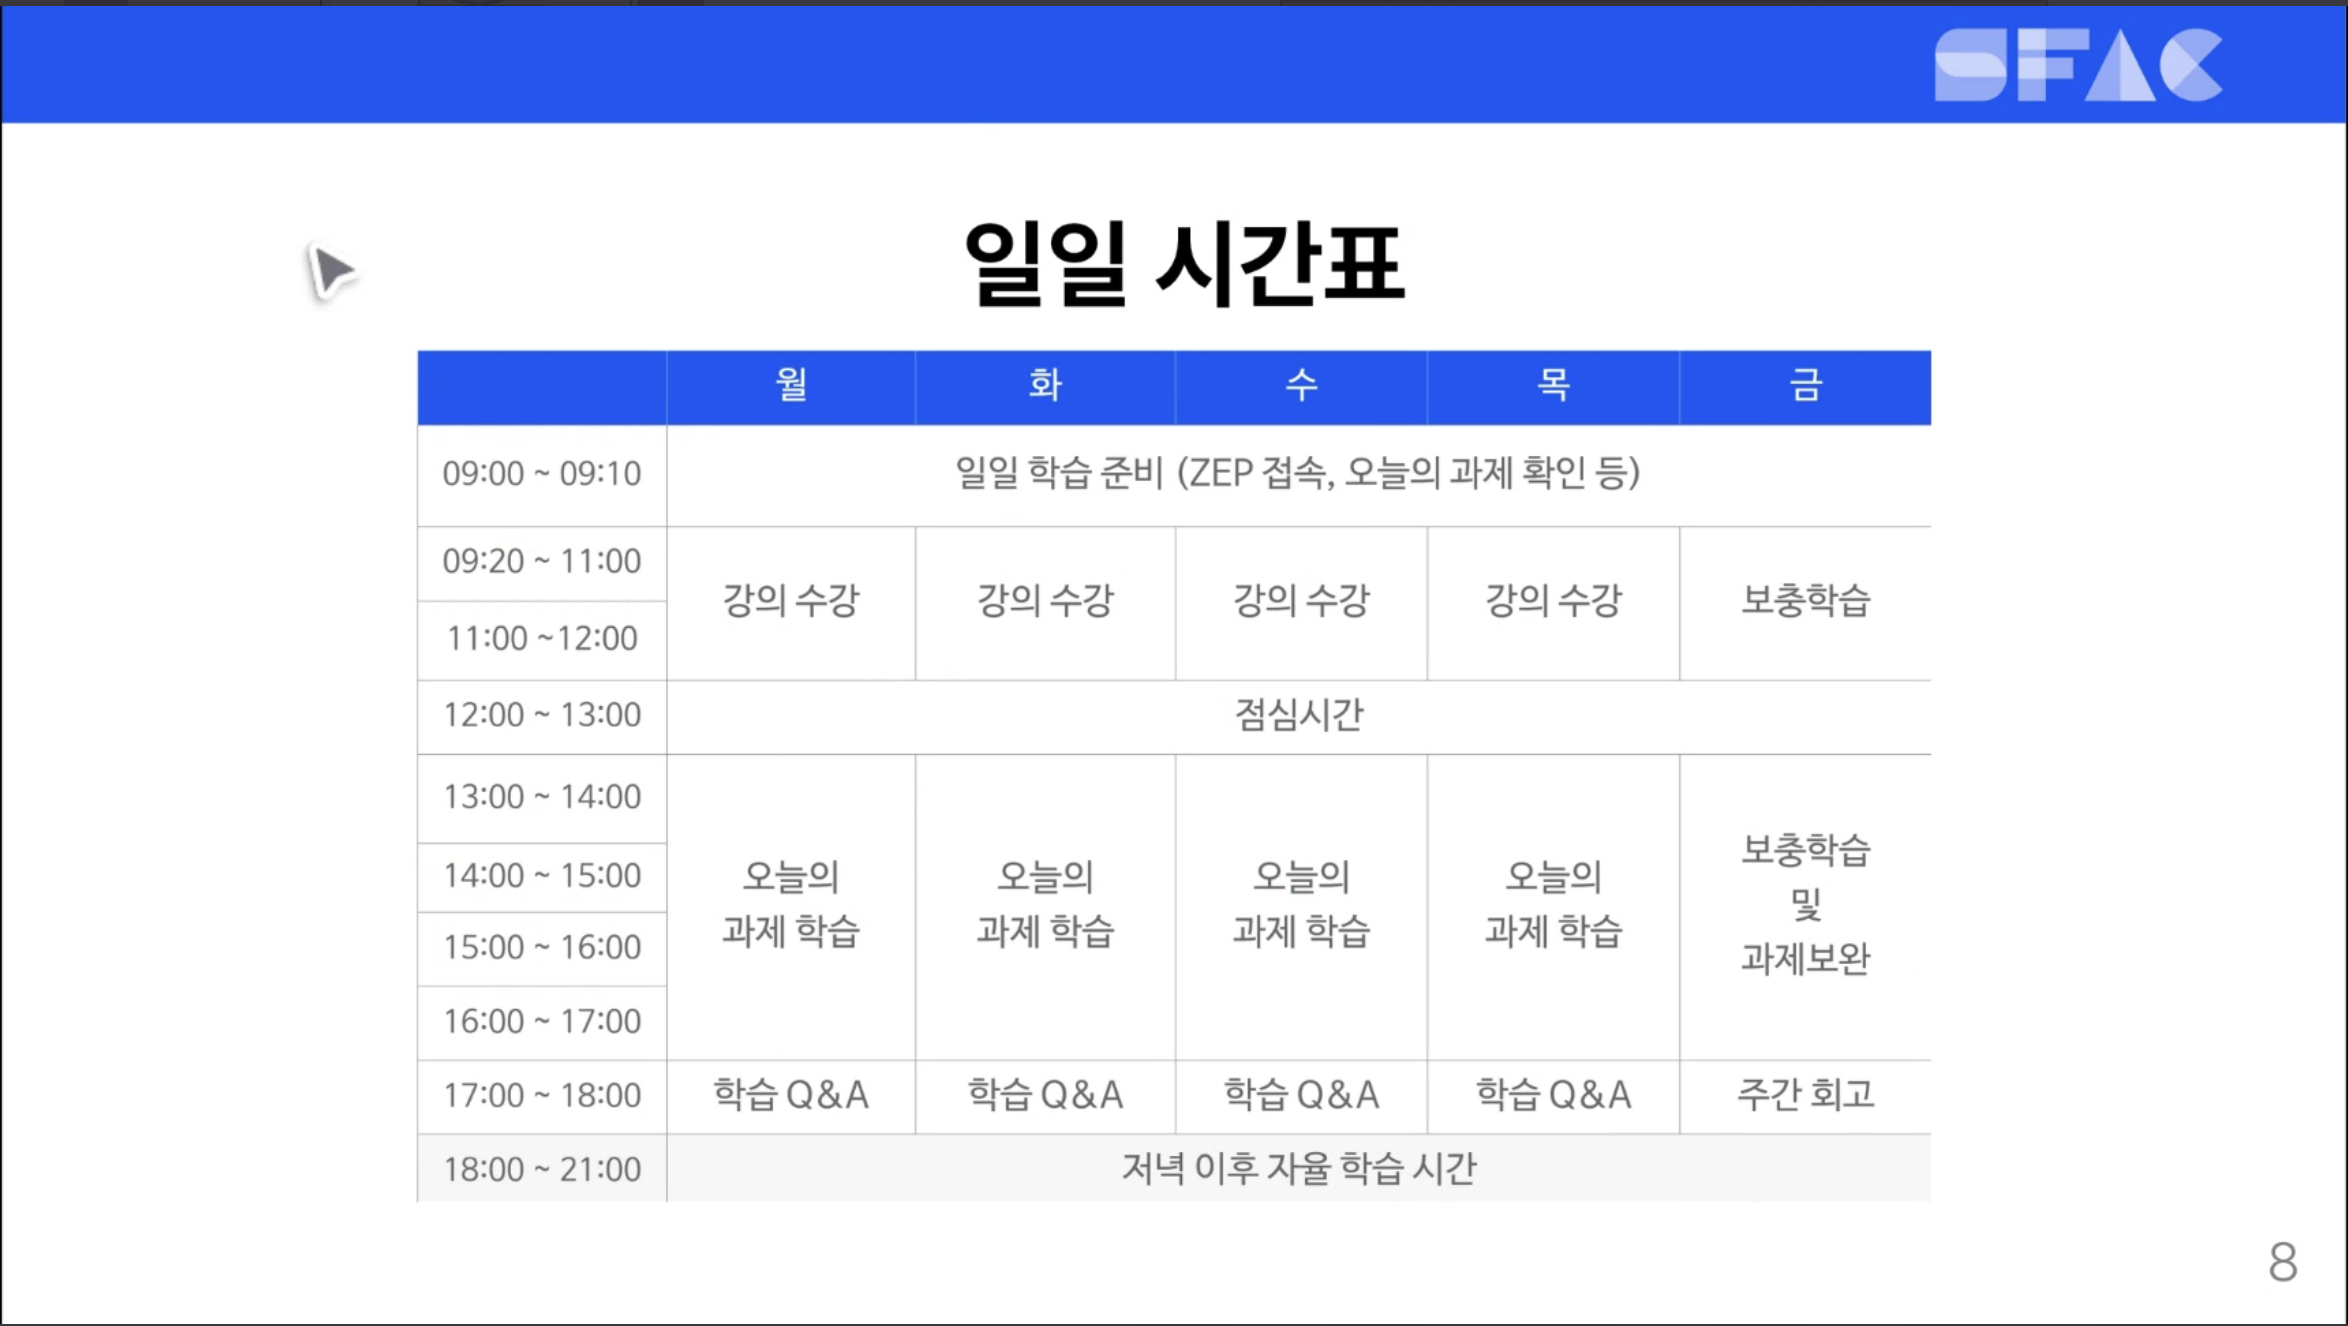 SFAC
일일 시간표
월 화 수 목 금
09:00 ~ 09:10 일일 학습 준비 (ZEP 접속, 오늘의 과제 확인 등)
09:20 ~ 11:00
강의 수강 강의 수강 강의 수강 강의 수강 보충학습
11:00 ~12:00
12:00 ~ 13:00 점심시간
13:00 ~ 14:00
14:00 ~ 15:00
15:00 ~ 16:00
16:00 ~ 17:00
오늘의
과제 학습
오늘의
과제 학습
오늘의
과제 학습
오늘의
과제 학습
보충학습
및
과제보완
17:00 ~ 18:00 학습 Q&A 학습 Q&A 학습 Q&A 학습 Q&A 주간 회고
18:00 ~ 21:00 저녁 이후 자율 학습 시간
8